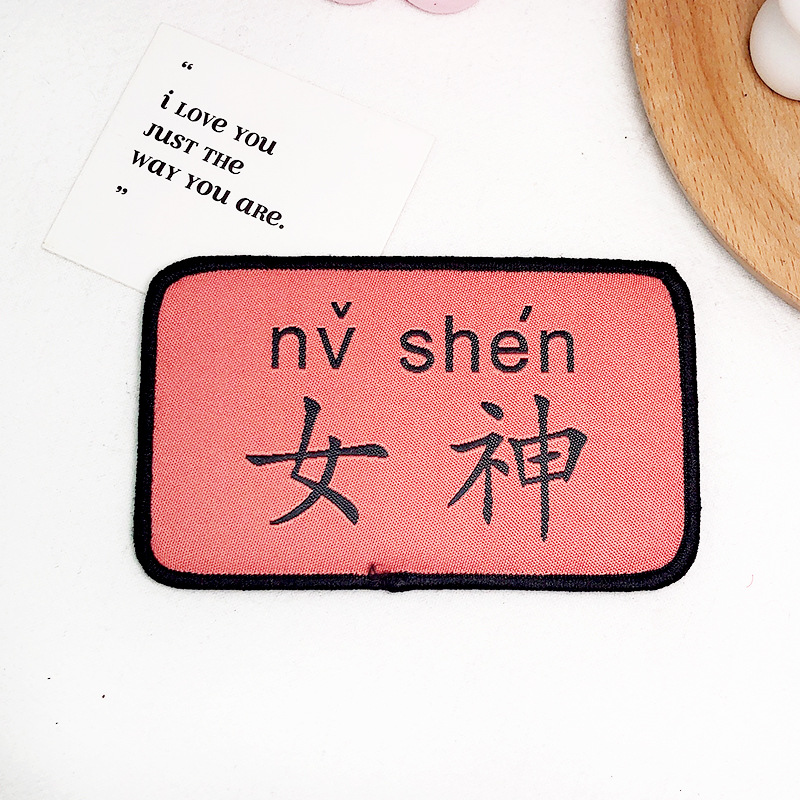 “
i LOVE YOU
JUST THE
WAY YOU ARE.
”
nv̌ shén
女神